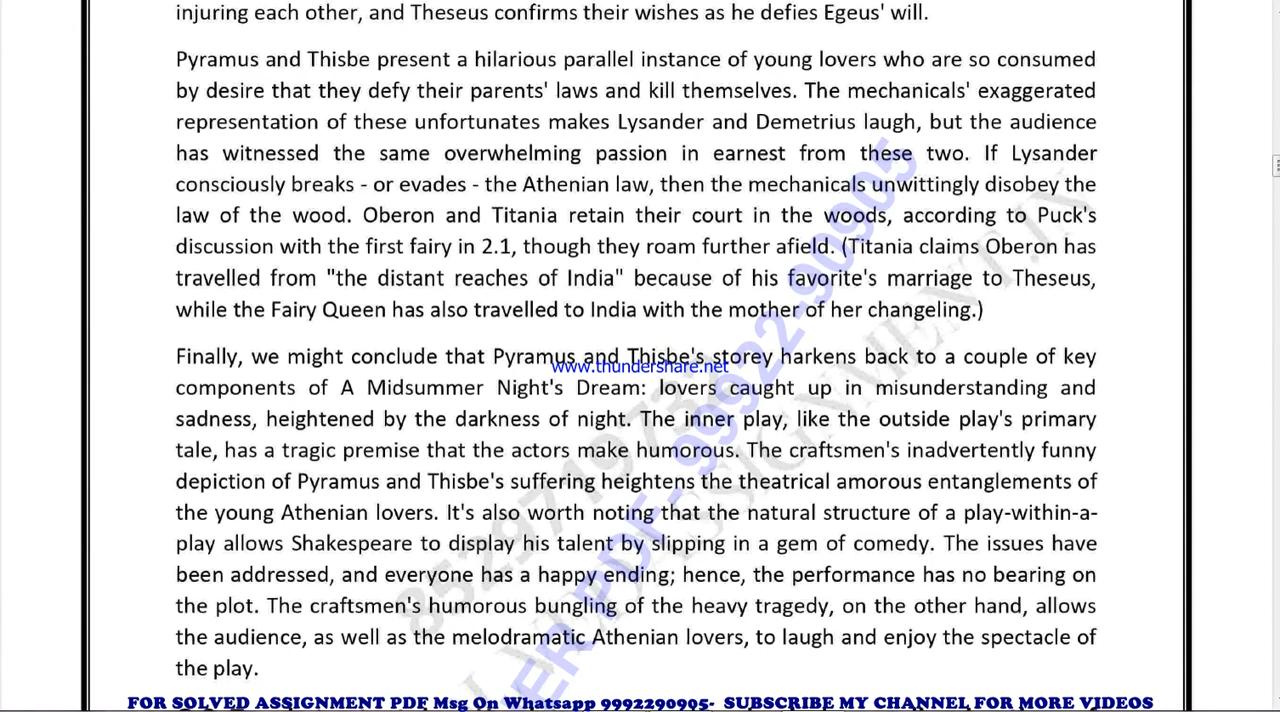 injuring each other, and Theseus confirms their wishes as he defies Egeus' will.
Pyramus and Thisbe present a hilarious parallel instance of young lovers who are so consumed
by desire that they defy their parents' laws and kill themselves. The mechanicals' exaggerated
representation of these unfortunates makes Lysander and Demetrius laugh, but the audience
has witnessed the same overwhelming passion in earnest from these two. If Lysander
consciously breaks - or evades - the Athenian law, then the mechanicals unwittingly disobey the
law of the wood. Oberon and Titania retain their court in the woods, according to Puck's
discussion with the first fairy in 2.1, though they roam further afield. (Titania claims Oberon has
travelled from "the distant reaches of India" because of his favorite's marriage to Theseus,
while the Fairy Queen has also travelled to India with the mother of her changeling.)
Finally, we might conclude that Pyramus and Thisbe's storey harkens back to a couple of key
www.thundershare.net
components of A Midsummer Night's Dream: lovers caught up in misunderstanding and
sadness, heightened by the darkness of night. The inner play, like the outside play's primary
tale, has a tragic premise that the actors make humorous. The craftsmen's inadvertently funny
depiction of Pyramus and Thisbe's suffering heightens the theatrical amorous entanglements of
the young Athenian lovers. It's also worth noting that the natural structure of a play-within-a-
play allows Shakespeare to display his talent by slipping in a gem of comedy. The issues have
been addressed, and everyone has a happy ending; hence, the performance has no bearing on
the plot. The craftsmen's humorous bungling of the heavy tragedy, on the other hand, allows
the audience, as well as the melodramatic Athenian lovers, to laugh and enjoy the spectacle of
the play.
ER PDF-99922-90905
FOR SOLVED ASSIGNMENT PDF Msg On Whatsapp 9992290905- SUBSCRIBE MY CHANNEL FOR MORE VIDEOS